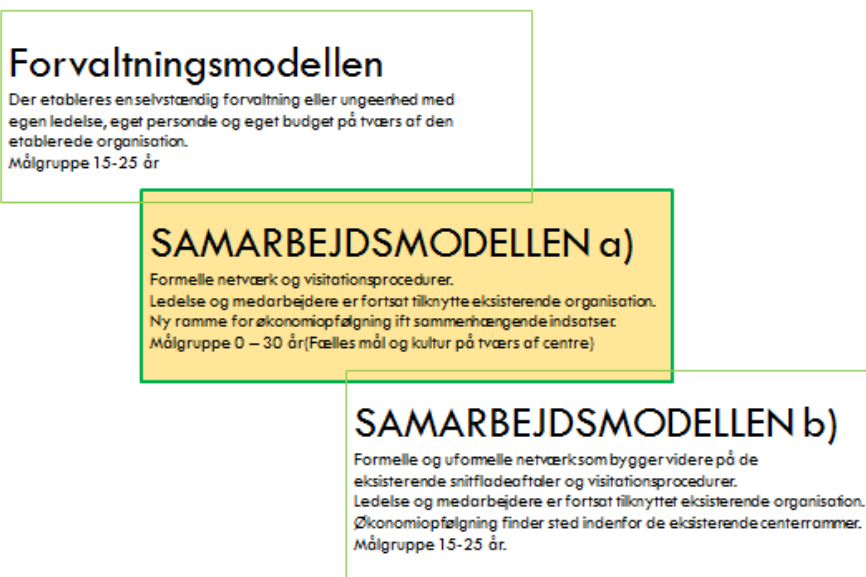 Forvaltningsmodellen
Der etableres en selvstændig forvaltning eller ungeenhed med
egen ledelse, eget personale og eget budget på tværs af den
etablerede organisation.
Målgruppe 15-25 år
SAMARBEJDSMODELLEN a)
Formelle netværk og visitationsprocedurer.
Ledelse og medarbejdere er fortsat tilknytte eksisterende organisation.
Ny ramme for økonomiopfølgning ift sammenhængende indsatser.
Målgruppe 0 – 30 år(Fælles mål og kultur på tværs af centre)
SAMARBEJDSMODELLEN b)
Formelle og uformelle netværk som bygger videre på de
eksisterende snitfladeaftaler og visitationsprocedurer.
Ledelse og medarbejdere er fortsat tilknyttet eksisterende organisation.
Økonomiopfølgning finder sted indenfor de eksisterende centerrammer.
Målgruppe 15-25 år.